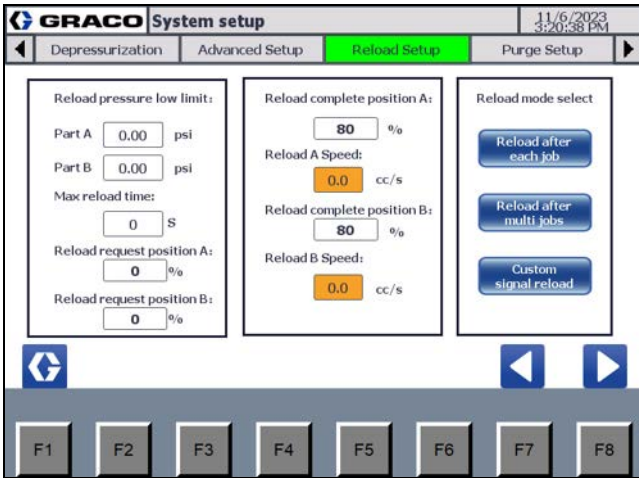 GRACO System setup
11/6/2023
3:20:38 PM
Depressurization Advanced Setup Reload Setup Purge Setup
Reload pressure low limit:
Part A 0.00 psi
Part B 0.00 psi
Max reload time:
0 S
Reload request position A:
0 %
Reload request position B:
0 %
Reload complete position A:
80 %
Reload A Speed:
0.0 cc/s
Reload complete position B:
80 %
Reload B Speed:
0.0 cc/s
Reload mode select
Reload after
each job
Reload after
multi jobs
Custom
signal reload
F1 F2 F3 F4 F5 F6 F7 F8